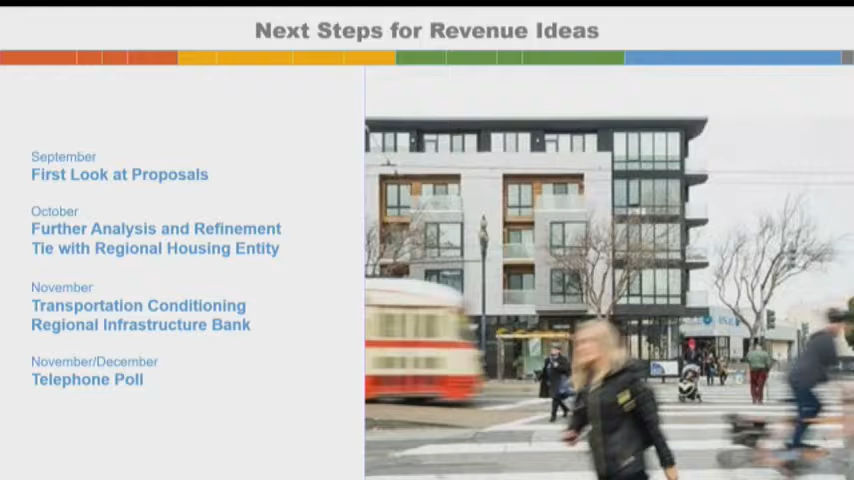 Next Steps for Revenue Ideas
September
First Look at Proposals
October
Further Analysis and Refinement
Tie with Regional Housing Entity
November
Transportation Conditioning
Regional Infrastructure Bank
November/December
Telephone Poll